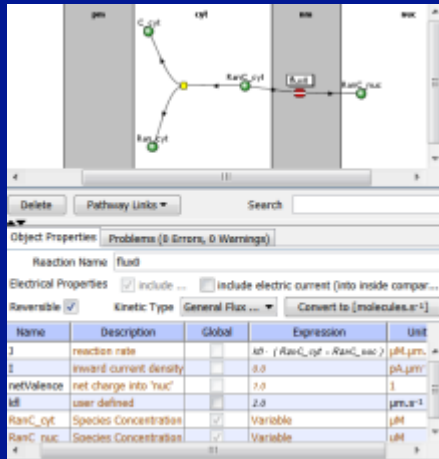 pm cyt nm nuc
C_cyt
RanC_cyt flux0 RanC_nuc
Ran_cyt
Delete Pathway Links Search
Object Properties Problems (0 Errors, 0 Warnings)
Reaction Name flux0
Electrical Properties include ... include electric current (into inside compar...
Reversible Kinetic Type General Flux ... Convert to [molecules.s⁻¹]
Name Description Global Expression Unit
J reaction rate kfl · ( RanC_cyt - RanC_nuc ) µM.µm.
I inward current density 0.0 pA.µm⁻
netValence net charge into 'nuc' 1.0 1
kfl user defined 2.0 µm.s⁻¹
RanC_cyt Species Concentration Variable µM
RanC_nuc Species Concentration Variable µM